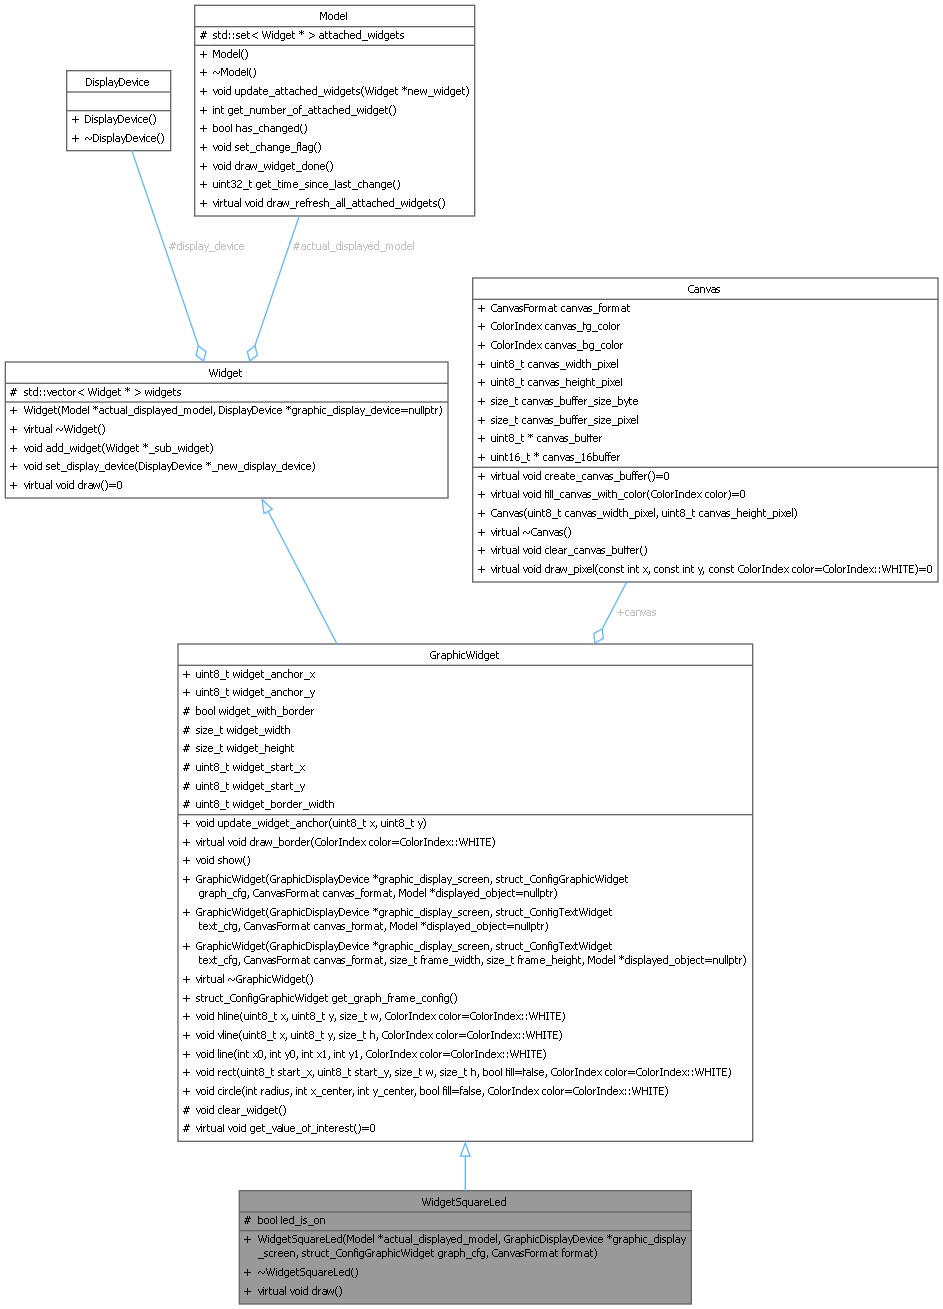 Model
# std::set< Widget * > attached_widgets
+ Model()
+ ~Model()
+ void update_attached_widgets(Widget *new_widget)
+ int get_number_of_attached_widget()
+ bool has_changed()
+ void set_change_flag()
+ void draw_widget_done()
+ uint32_t get_time_since_last_change()
+ virtual void draw_refresh_all_attached_widgets()
DisplayDevice
+ DisplayDevice()
+ ~DisplayDevice()
#display_device
#actual_displayed_model
Canvas
+ CanvasFormat canvas_format
+ ColorIndex canvas_fg_color
+ ColorIndex canvas_bg_color
+ uint8_t canvas_width_pixel
+ uint8_t canvas_height_pixel
+ size_t canvas_buffer_size_byte
+ size_t canvas_buffer_size_pixel
+ uint8_t * canvas_buffer
+ uint16_t * canvas_16buffer
+ virtual void create_canvas_buffer()=0
+ virtual void fill_canvas_with_color(ColorIndex color)=0
+ Canvas(uint8_t canvas_width_pixel, uint8_t canvas_height_pixel)
+ virtual ~Canvas()
+ virtual void clear_canvas_buffer()
+ virtual void draw_pixel(const int x, const int y, const ColorIndex color=ColorIndex::WHITE)=0
Widget
# std::vector< Widget * > widgets
+ Widget(Model *actual_displayed_model, DisplayDevice *graphic_display_device=nullptr)
+ virtual ~Widget()
+ void add_widget(Widget *_sub_widget)
+ void set_display_device(DisplayDevice *_new_display_device)
+ virtual void draw()=0
+canvas
GraphicWidget
+ uint8_t widget_anchor_x
+ uint8_t widget_anchor_y
# bool widget_with_border
# size_t widget_width
# size_t widget_height
# uint8_t widget_start_x
# uint8_t widget_start_y
# uint8_t widget_border_width
+ void update_widget_anchor(uint8_t x, uint8_t y)
+ virtual void draw_border(ColorIndex color=ColorIndex::WHITE)
+ void show()
+ GraphicWidget(GraphicDisplayDevice *graphic_display_screen, struct_ConfigGraphicWidget
graph_cfg, CanvasFormat canvas_format, Model *displayed_object=nullptr)
+ GraphicWidget(GraphicDisplayDevice *graphic_display_screen, struct_ConfigTextWidget
text_cfg, CanvasFormat canvas_format, Model *displayed_object=nullptr)
+ GraphicWidget(GraphicDisplayDevice *graphic_display_screen, struct_ConfigTextWidget
text_cfg, CanvasFormat canvas_format, size_t frame_width, size_t frame_height, Model *displayed_object=nullptr)
+ virtual ~GraphicWidget()
+ struct_ConfigGraphicWidget get_graph_frame_config()
+ void hline(uint8_t x, uint8_t y, size_t w, ColorIndex color=ColorIndex::WHITE)
+ void vline(uint8_t x, uint8_t y, size_t h, ColorIndex color=ColorIndex::WHITE)
+ void line(int x0, int y0, int x1, int y1, ColorIndex color=ColorIndex::WHITE)
+ void rect(uint8_t start_x, uint8_t start_y, size_t w, size_t h, bool fill=false, ColorIndex color=ColorIndex::WHITE)
+ void circle(int radius, int x_center, int y_center, bool fill=false, ColorIndex color=ColorIndex::WHITE)
# void clear_widget()
# virtual void get_value_of_interest()=0
WidgetSquareLed
# bool led_is_on
+ WidgetSquareLed(Model *actual_displayed_model, GraphicDisplayDevice *graphic_display
_screen, struct_ConfigGraphicWidget graph_cfg, CanvasFormat format)
+ ~WidgetSquareLed()
+ virtual void draw()